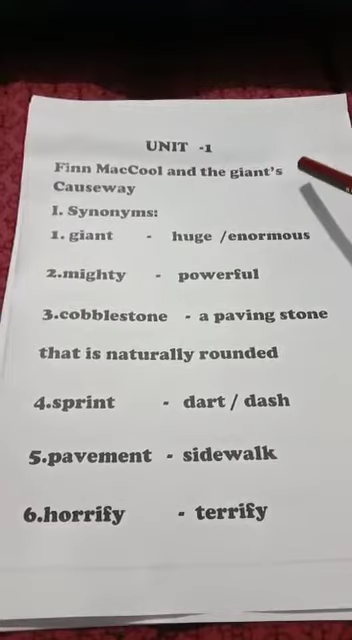 UNIT -1
Finn MacCool and the giant's
Causeway
I. Synonyms:
1. giant - huge /enormous
2.mighty - powerful
3.cobblestone - a paving stone
that is naturally rounded
4.sprint - dart / dash
5.pavement - sidewalk
6.horrify - terrify